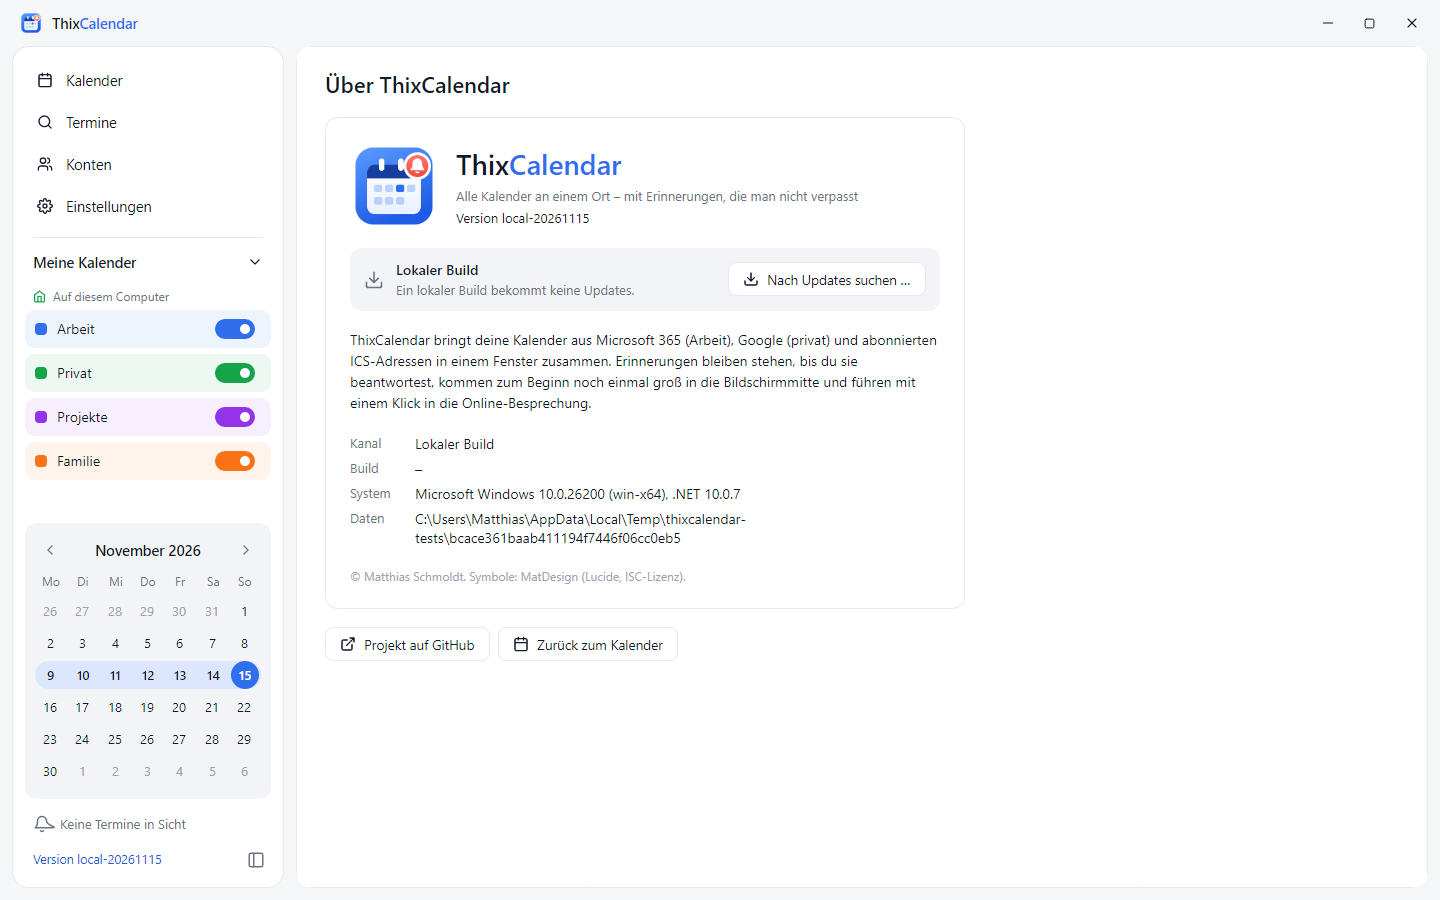 ThixCalendar
Kalender
Termine
Konten
Einstellungen
Meine Kalender
Auf diesem Computer
Arbeit
Privat
Projekte
Familie
November 2026
Mo Di Mi Do Fr Sa So
26 27 28 29 30 31 1
2 3 4 5 6 7 8
9 10 11 12 13 14 15
16 17 18 19 20 21 22
23 24 25 26 27 28 29
30 1 2 3 4 5 6
Keine Termine in Sicht
Version local-20261115
Über ThixCalendar
ThixCalendar
Alle Kalender an einem Ort – mit Erinnerungen, die man nicht verpasst
Version local-20261115
Lokaler Build
Ein lokaler Build bekommt keine Updates.
Nach Updates suchen ...
ThixCalendar bringt deine Kalender aus Microsoft 365 (Arbeit), Google (privat) und abonnierten
ICS-Adressen in einem Fenster zusammen. Erinnerungen bleiben stehen, bis du sie
beantwortest, kommen zum Beginn noch einmal groß in die Bildschirmmitte und führen mit
einem Klick in die Online-Besprechung.
Kanal Lokaler Build
Build –
System Microsoft Windows 10.0.26200 (win-x64), .NET 10.0.7
Daten C:\Users\Matthias\AppData\Local\Temp\thixcalendar-
tests\bcace361baab411194f7446f06cc0eb5
© Matthias Schmoldt. Symbole: MatDesign (Lucide, ISC-Lizenz).
Projekt auf GitHub
Zurück zum Kalender